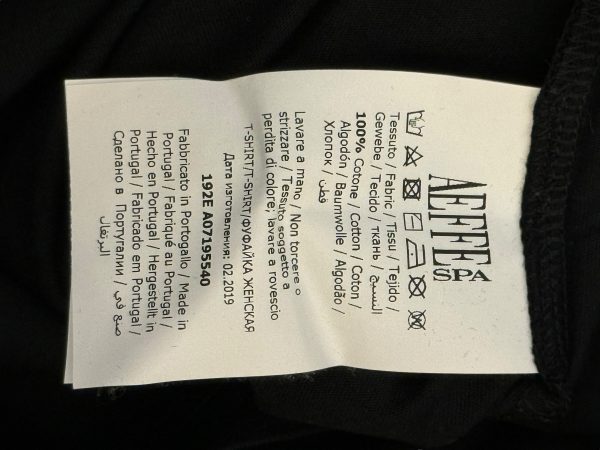 AEFFE
SPA
Tessuto / Fabric / Tissu / Tejido /
Gewebe / Tecido / ткань / النسيج
100% Cotone / Cotton / Coton /
Algodón / Baumwolle / Algodão /
Хлопок / قطن
Lavare a mano / Non torcere o
strizzare / Tessuto soggetto a
perdita di colore; lavare a rovescio
T-SHIRT/T-SHIRT/ФУФАЙКА ЖЕНСКАЯ
Дата изготовления: 02.2019
192E A07195540
Fabbricato in Portogallo / Made in
Portugal / Fabriqué au Portugal /
Hecho en Portugal / Hergestellt in
Portugal / Fabricado em Portugal /
Сделано в Португалии / صنع في
البرتغال